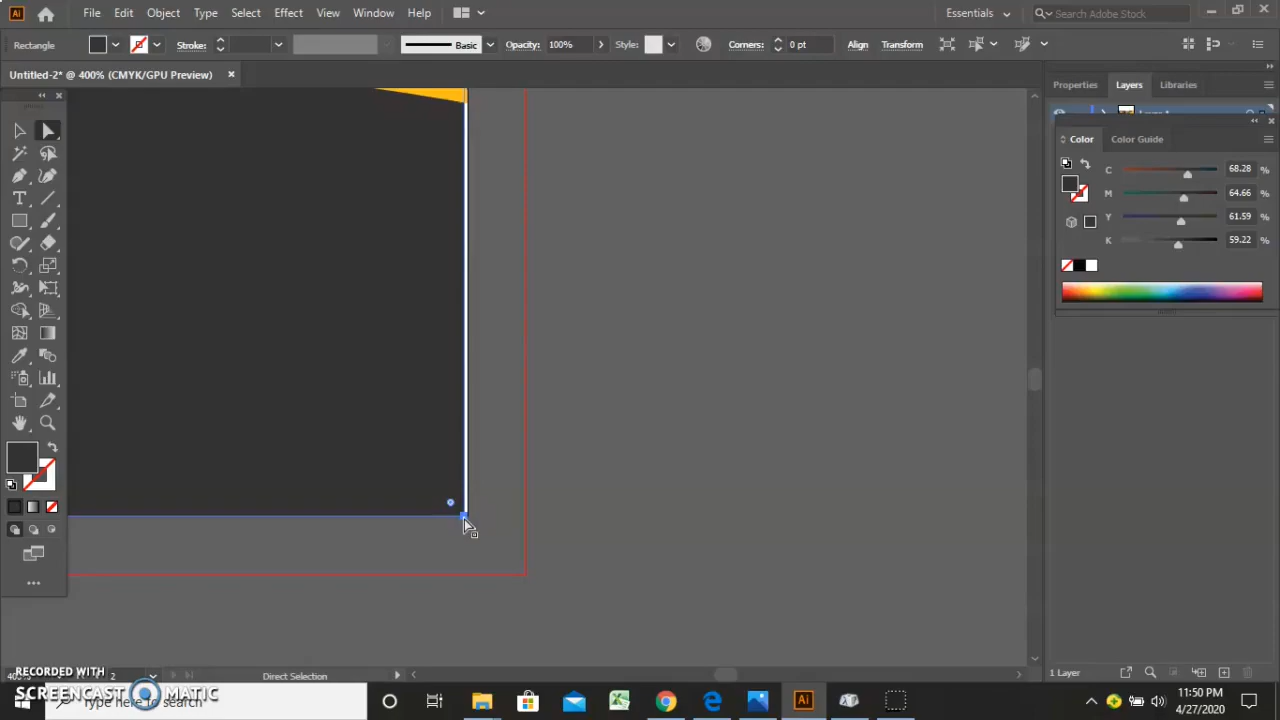 Ai File Edit Object Type Select Effect View Window Help Essentials Search Adobe Stock
Rectangle Stroke: Basic Opacity: 100% Style: Corners: 0 pt Align Transform
Untitled-2* @ 400% (CMYK/GPU Preview)
Properties Layers Libraries
Color Color Guide
C 68.28 %
M 64.66 %
Y 61.59 %
K 59.22 %
2 Direct Selection 1 Layer
RECORDED WITH
SCREENCAST MATIC
Type here to search
Ai
11:50 PM
4/27/2020